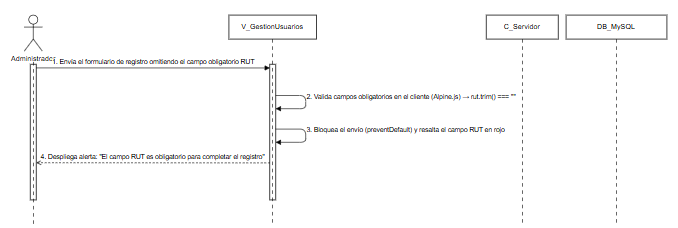 V_GestionUsuarios
C_Servidor
DB_MySQL
Administrado
1. Envía el formulario de registro omitiendo el campo obligatorio RUT
2. Valida campos obligatorios en el cliente (Alpine.js) → rut.trim() === ""
3. Bloquea el envío (preventDefault) y resalta el campo RUT en rojo
4. Despliega alerta: "El campo RUT es obligatorio para completar el registro"